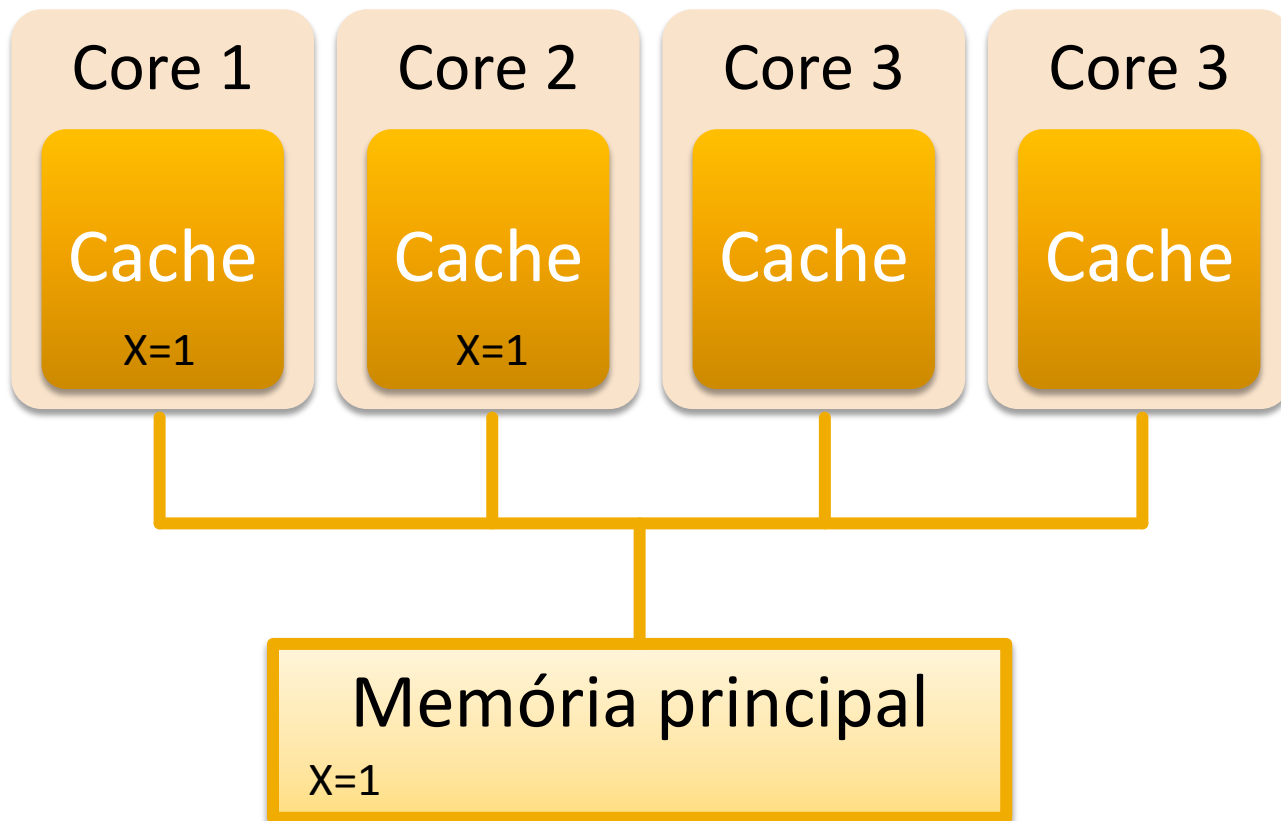 Core 1
Core 2
Core 3
Core 3
Cache
Cache
Cache
Cache
X=1
X=1
Memória principal
X=1